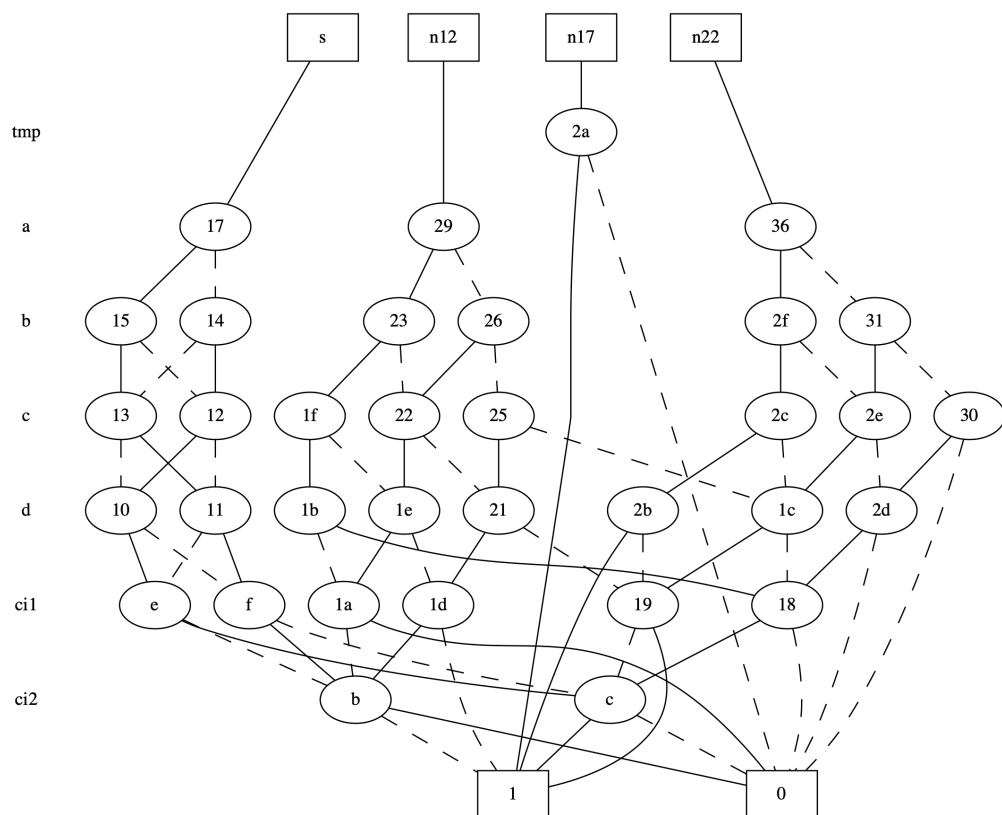 s n12 n17 n22
tmp 2a
a 17 29 36
b 15 14 23 26 2f 31
c 13 12 1f 22 25 2c 2e 30
d 10 11 1b 1e 21 2b 1c 2d
ci1 e f 1a 1d 19 18
ci2 b c
1 0